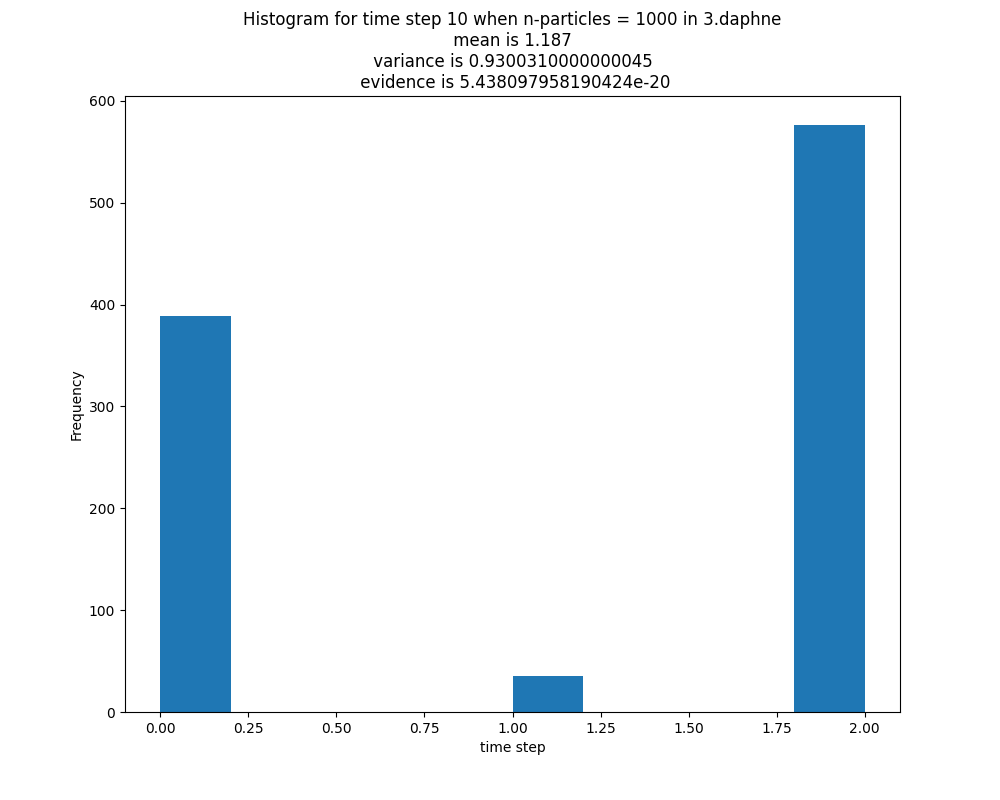 Histogram for time step 10 when n-particles = 1000 in 3.daphne
mean is 1.187
variance is 0.9300310000000045
evidence is 5.438097958190424e-20
600
500
400
300
200
100
0
Frequency
0.00 0.25 0.50 0.75 1.00 1.25 1.50 1.75 2.00
time step